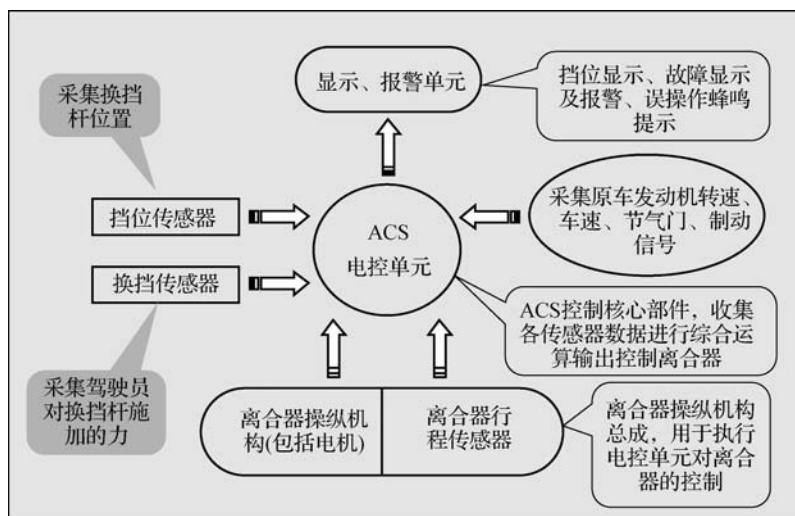 显示、报警单元
挡位显示、故障显示
及报警、误操作蜂鸣
提示
采集换挡
杆位置
挡位传感器
换挡传感器
ACS
电控单元
采集原车发动机转速、
车速、节气门、制动
信号
ACS控制核心部件，收集
各传感器数据进行综合运
算输出控制离合器
采集驾驶员
对换挡杆施
加的力
离合器操纵机
构(包括电机)
离合器行
程传感器
离合器操纵机构
总成，用于执行
电控单元对离合
器的控制